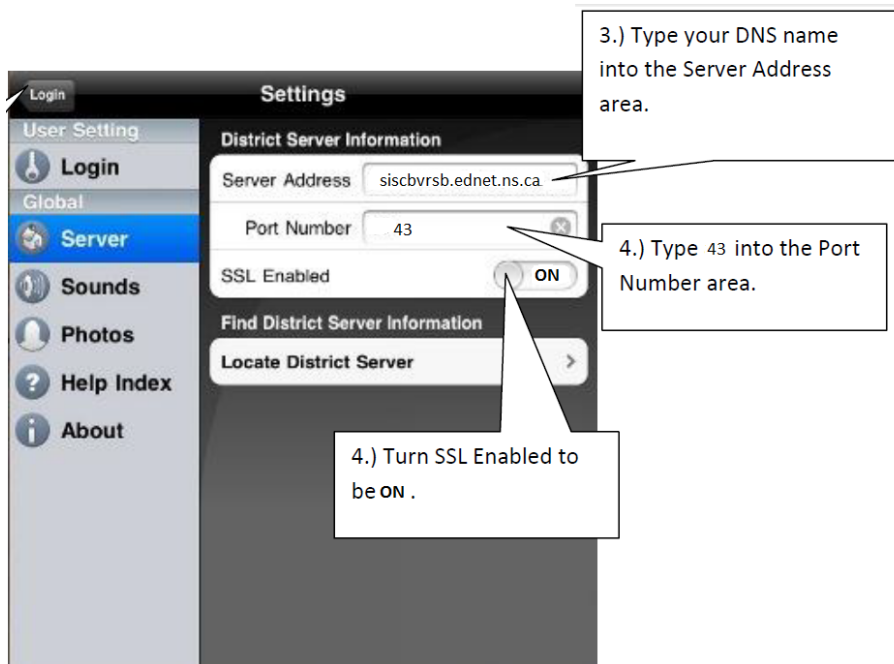 3.) Type your DNS name
into the Server Address
area.
Login
Settings
User Setting
Login
Global
Server
Sounds
Photos
Help Index
About
District Server Information
Server Address siscbvrsb.ednet.ns.ca
Port Number 43
SSL Enabled ON
Find District Server Information
Locate District Server
4.) Type 43 into the Port
Number area.
4.) Turn SSL Enabled to
be ON .